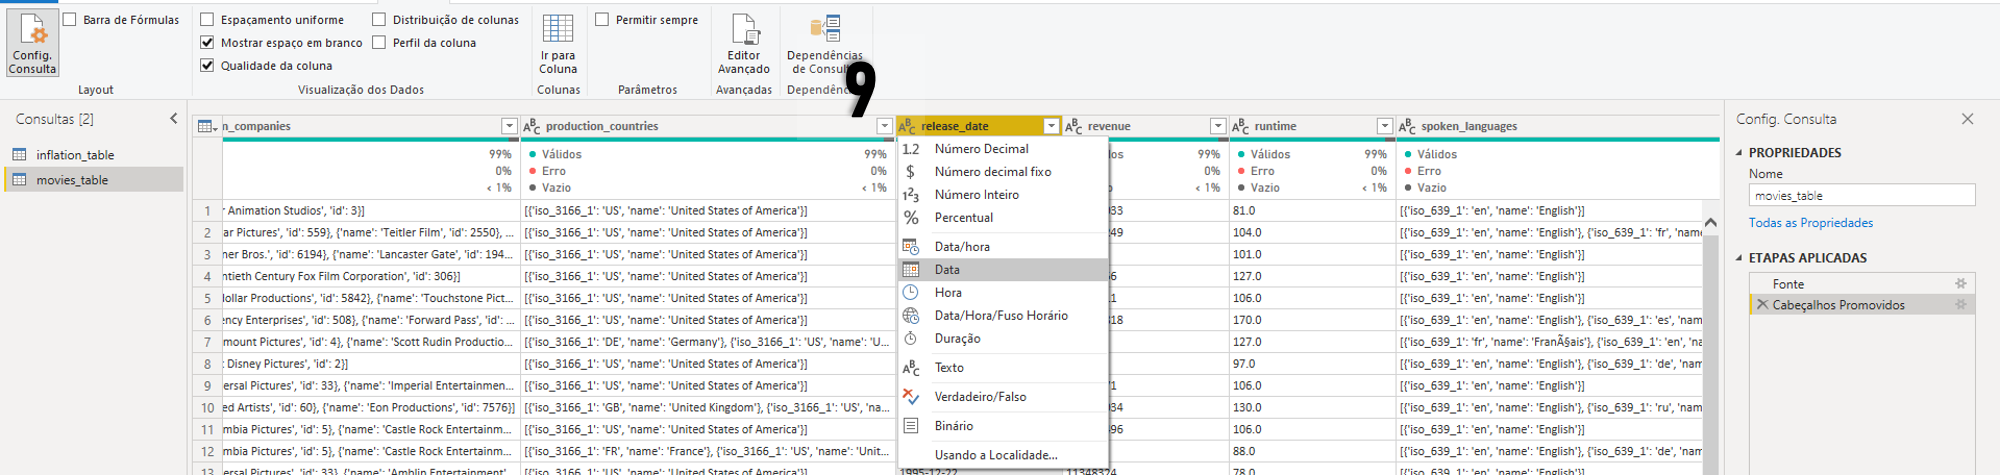 Config.
Consulta
Barra de Fórmulas
Layout
Espaçamento uniforme
Mostrar espaço em branco
Qualidade da coluna
Distribuição de colunas
Perfil da coluna
Visualização dos Dados
Ir para
Coluna
Colunas
Permitir sempre
Parâmetros
Editor
Avançado
Avançadas
Dependências
de Consult
Dependênci
9
Consultas [2]
inflation_table
movies_table
n_companies
production_countries
release_date
revenue
runtime
spoken_languages
99%
0%
< 1%
Válidos 99%
Erro 0%
Vazio < 1%
99%
0%
< 1%
Válidos 99%
Erro 0%
Vazio < 1%
Válidos
Erro
Vazio
1.2 Número Decimal
$ Número decimal fixo
123 Número Inteiro
% Percentual
Data/hora
Data
Hora
Data/Hora/Fuso Horário
Duração
Texto
Verdadeiro/Falso
Binário
Usando a Localidade...
1 r Animation Studios', 'id': 3}] [{'iso_3166_1': 'US', 'name': 'United States of America'}] 033 81.0 [{'iso_639_1': 'en', 'name': 'English'}]
2 ar Pictures', 'id': 559}, {'name': 'Teitler Film', 'id': 2550}, ... [{'iso_3166_1': 'US', 'name': 'United States of America'}] 249 104.0 [{'iso_639_1': 'en', 'name': 'English'}, {'iso_639_1': 'fr', 'nam
3 ner Bros.', 'id': 6194}, {'name': 'Lancaster Gate', 'id': 194... [{'iso_3166_1': 'US', 'name': 'United States of America'}] 101.0 [{'iso_639_1': 'en', 'name': 'English'}]
4 ntieth Century Fox Film Corporation', 'id': 306}] [{'iso_3166_1': 'US', 'name': 'United States of America'}] 127.0 [{'iso_639_1': 'en', 'name': 'English'}]
5 dollar Productions', 'id': 5842}, {'name': 'Touchstone Pict... [{'iso_3166_1': 'US', 'name': 'United States of America'}] 106.0 [{'iso_639_1': 'en', 'name': 'English'}]
6 ency Enterprises', 'id': 508}, {'name': 'Forward Pass', 'id': ... [{'iso_3166_1': 'US', 'name': 'United States of America'}] 818 170.0 [{'iso_639_1': 'en', 'name': 'English'}, {'iso_639_1': 'es', 'nam
7 mount Pictures', 'id': 4}, {'name': 'Scott Rudin Productio... [{'iso_3166_1': 'DE', 'name': 'Germany'}, {'iso_3166_1': 'US', 'name': 'U... 127.0 [{'iso_639_1': 'fr', 'name': 'FranÃ§ais'}, {'iso_639_1': 'en', 'na
8 t Disney Pictures', 'id': 2}] [{'iso_3166_1': 'US', 'name': 'United States of America'}] 97.0 [{'iso_639_1': 'en', 'name': 'English'}, {'iso_639_1': 'de', 'nam
9 ersal Pictures', 'id': 33}, {'name': 'Imperial Entertainmen... [{'iso_3166_1': 'US', 'name': 'United States of America'}] 106.0 [{'iso_639_1': 'en', 'name': 'English'}]
10 ed Artists', 'id': 60}, {'name': 'Eon Productions', 'id': 7576}] [{'iso_3166_1': 'GB', 'name': 'United Kingdom'}, {'iso_3166_1': 'US', 'na... 034 130.0 [{'iso_639_1': 'en', 'name': 'English'}, {'iso_639_1': 'ru', 'nam
11 mbia Pictures', 'id': 5}, {'name': 'Castle Rock Entertainm... [{'iso_3166_1': 'US', 'name': 'United States of America'}] 496 106.0 [{'iso_639_1': 'en', 'name': 'English'}]
12 mbia Pictures', 'id': 5}, {'name': 'Castle Rock Entertainm... [{'iso_3166_1': 'FR', 'name': 'France'}, {'iso_3166_1': 'US', 'name': 'Unit... 88.0 [{'iso_639_1': 'en', 'name': 'English'}, {'iso_639_1': 'de', 'nam
13 ersal Pictures', 'id': 33}, {'name': 'Amblin Entertainment' [{'iso_3166_1': 'US', 'name': 'United States of America'}] 1995-12-22 11348324 78.0 [{'iso_639_1': 'en', 'name': 'English'}]
Config. Consulta
PROPRIEDADES
Nome
movies_table
Todas as Propriedades
ETAPAS APLICADAS
Fonte
Cabeçalhos Promovidos